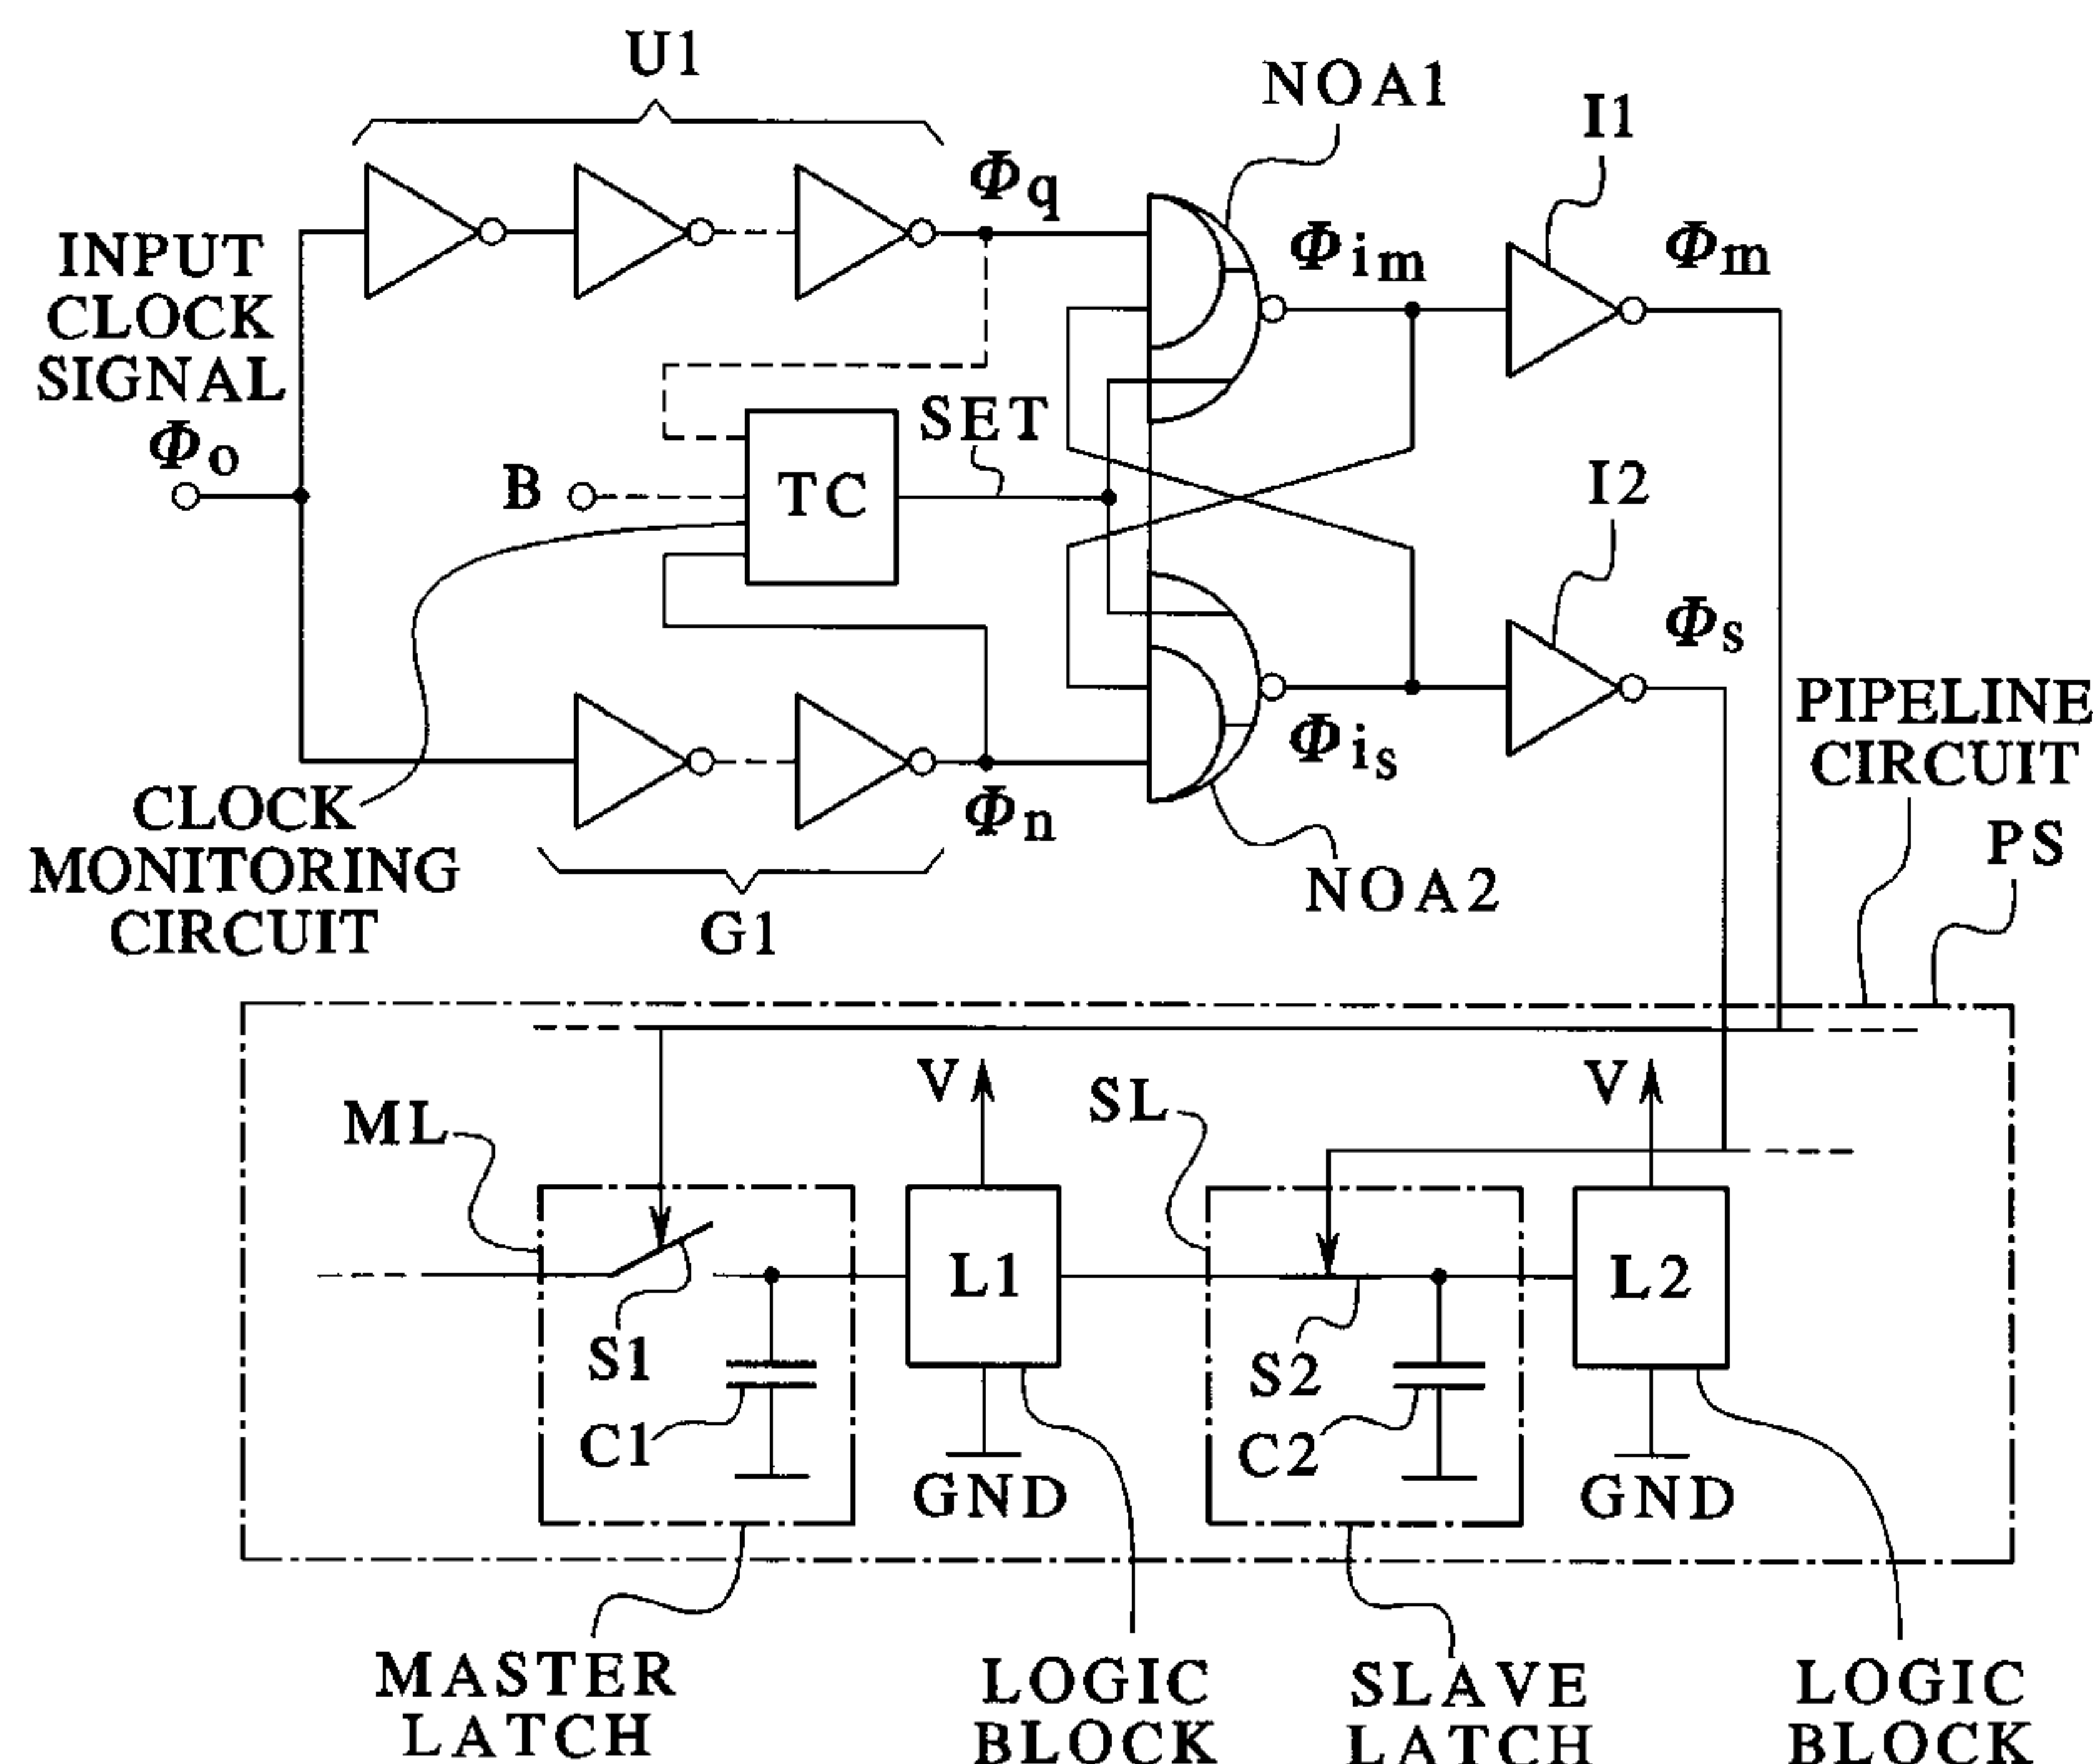 U1
NOA1
I1
Φq
Φim
Φm
INPUT
CLOCK
SIGNAL
Φo
SET
B
TC
I2
Φs
PIPELINE
CIRCUIT
Φis
PS
CLOCK
MONITORING
CIRCUIT
Φn
NOA2
G1
V
V
ML
SL
L1
L2
S1
S2
C1
C2
GND
GND
MASTER
LATCH
LOGIC
BLOCK
SLAVE
LATCH
LOGIC
BLOCK